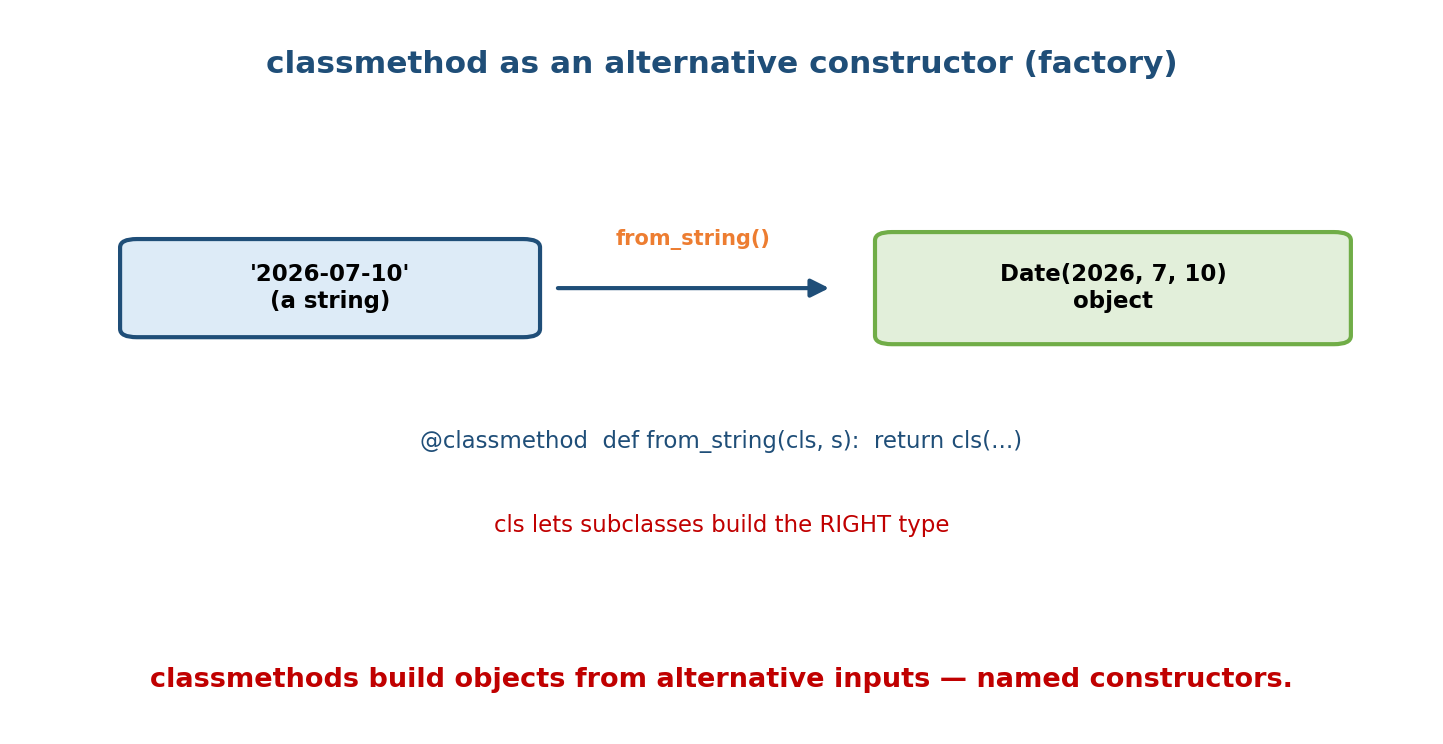 classmethod as an alternative constructor (factory)
from_string()
'2026-07-10'
(a string)
Date(2026, 7, 10)
object
@classmethod  def from_string(cls, s):  return cls(...)
cls lets subclasses build the RIGHT type
classmethods build objects from alternative inputs — named constructors.